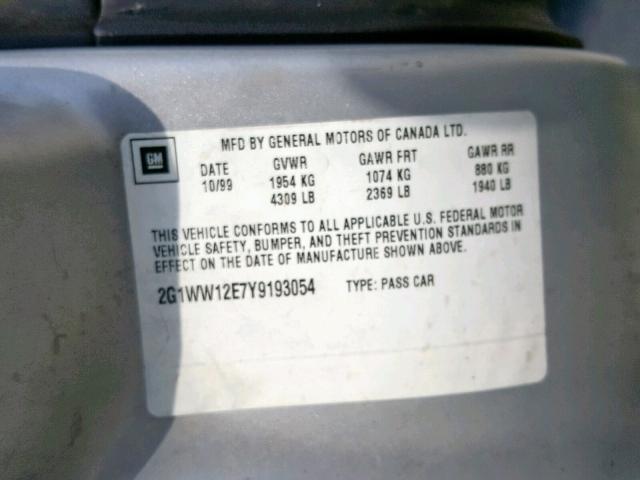 GM
MFD BY GENERAL MOTORS OF CANADA LTD.
DATE GVWR GAWR FRT GAWR RR
10/99 1954 KG 1074 KG 880 KG
4309 LB 2369 LB 1940 LB
THIS VEHICLE CONFORMS TO ALL APPLICABLE U.S. FEDERAL MOTOR
VEHICLE SAFETY, BUMPER, AND THEFT PREVENTION STANDARDS IN
EFFECT ON THE DATE OF MANUFACTURE SHOWN ABOVE.
2G1WW12E7Y9193054 TYPE: PASS CAR